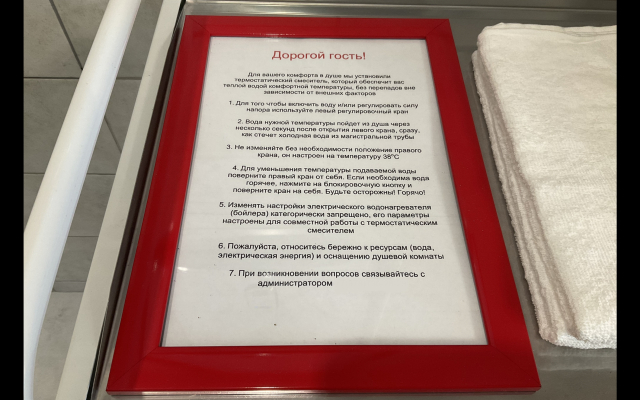 Дорогой гость!
Для вашего комфорта в душе мы установили
термостатический смеситель, который обеспечит вас
теплой водой комфортной температуры, без перепадов вне
зависимости от внешних факторов
1. Для того чтобы включить воду и/или регулировать силу
напора используйте левый регулировочный кран
2. Вода нужной температуры пойдет из душа через
несколько секунд после открытия левого крана, сразу,
как стечет холодная вода из магистральной трубы
3. Не изменяйте без необходимости положение правого
крана, он настроен на температуру 38°С
4. Для уменьшения температуры подаваемой воды
поверните правый кран от себя. Если необходима вода
горячее, нажмите на блокировочную кнопку и
поверните кран на себя. Будьте осторожны! Горячо!
5. Изменять настройки электрического водонагревателя
(бойлера) категорически запрещено, его параметры
настроены для совместной работы с термостатическим
смесителем
6. Пожалуйста, относитесь бережно к ресурсам (вода,
электрическая энергия) и оснащению душевой комнаты
7. При возникновении вопросов связывайтесь с
администратором